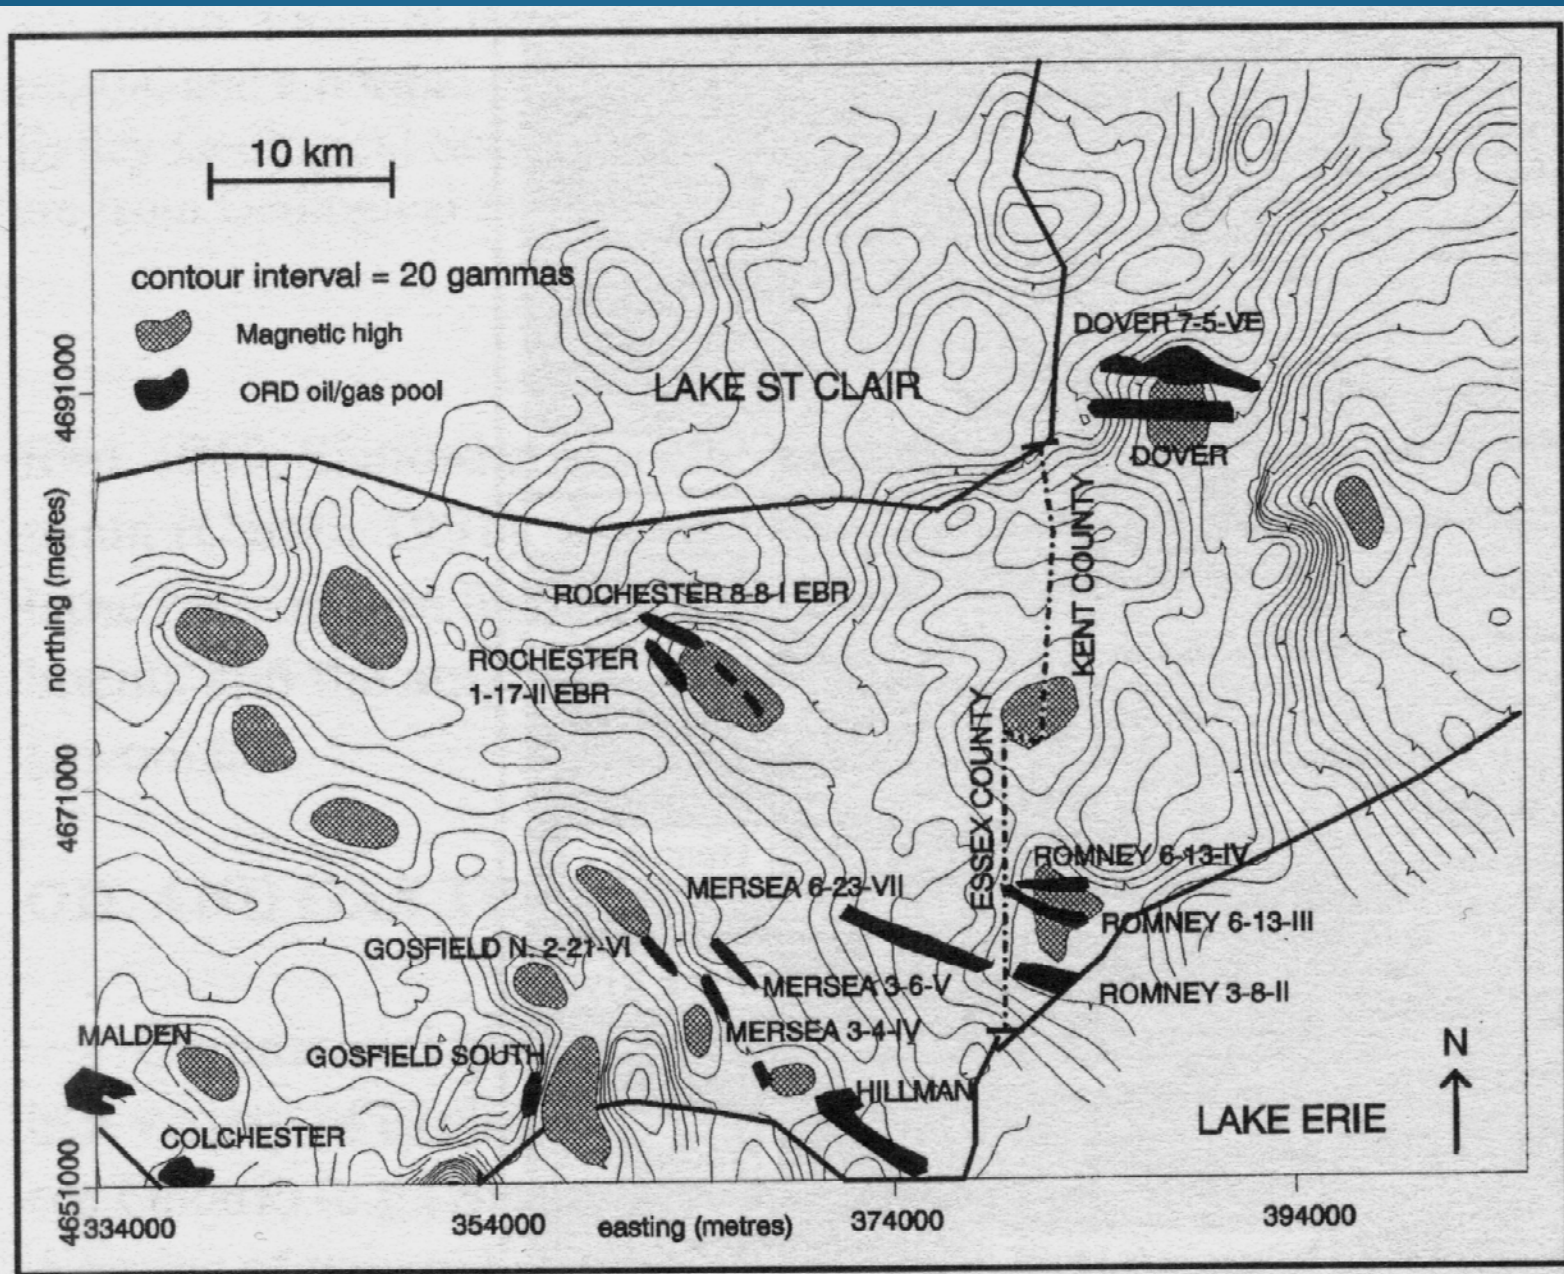 10 km
contour interval = 20 gammas
Magnetic high
ORD oil/gas pool
LAKE ST CLAIR
DOVER 7-5-VE
DOVER
KENT COUNTY
ESSEX COUNTY
ROCHESTER 8-8-I EBR
ROCHESTER
1-17-II EBR
ROMNEY 6-13-IV
MERSEA 6-23-VII
ROMNEY 6-13-III
GOSFIELD N. 2-21-VI
MERSEA 3-6-V
ROMNEY 3-8-II
MALDEN
MERSEA 3-4-IV
GOSFIELD SOUTH
N
HILLMAN
LAKE ERIE
COLCHESTER
4691000
northing (metres)
4671000
4651000
334000
354000
easting (metres)
374000
394000